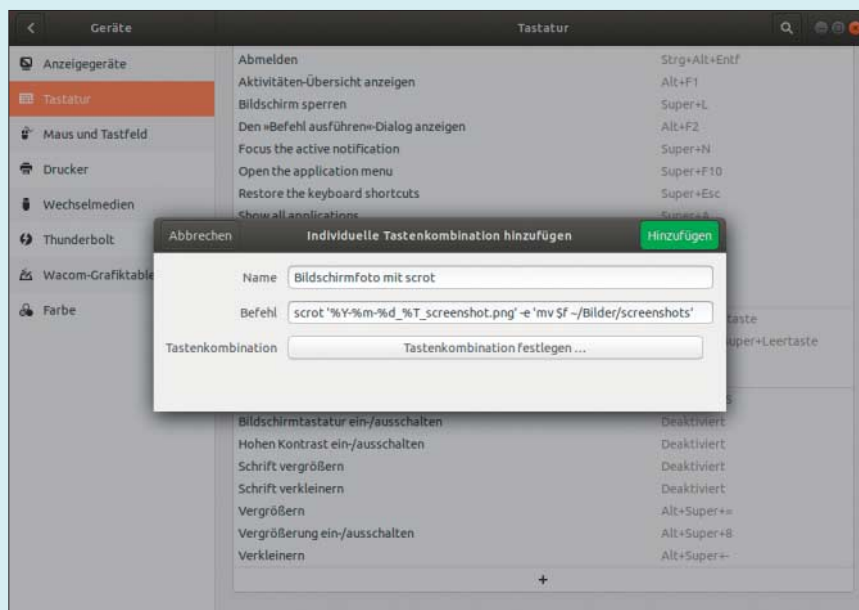 Geräte
Tastatur
Anzeigegeräte
Tastatur
Maus und Tastfeld
Drucker
Wechselmedien
Thunderbolt
Wacom-Grafiktable
Farbe
Abmelden Strg+Alt+Entf
Aktivitäten-Übersicht anzeigen Alt+F1
Bildschirm sperren Super+L
Den »Befehl ausführen«-Dialog anzeigen Alt+F2
Focus the active notification Super+N
Open the application menu Super+F10
Restore the keyboard shortcuts Super+Esc
Show all applications Super+A
Abbrechen Individuelle Tastenkombination hinzufügen Hinzufügen
Name Bildschirmfoto mit scrot
Befehl scrot '%Y-%m-%d_%T_screenshot.png' -e 'mv $f ~/Bilder/screenshots'
Tastenkombination Tastenkombination festlegen ...
taste
uper+Leertaste
Bildschirmtastatur ein-/ausschalten Deaktiviert
Hohen Kontrast ein-/ausschalten Deaktiviert
Schrift vergrößern Deaktiviert
Schrift verkleinern Deaktiviert
Vergrößern Alt+Super+=
Vergrößerung ein-/ausschalten Alt+Super+8
Verkleinern Alt+Super+-
+